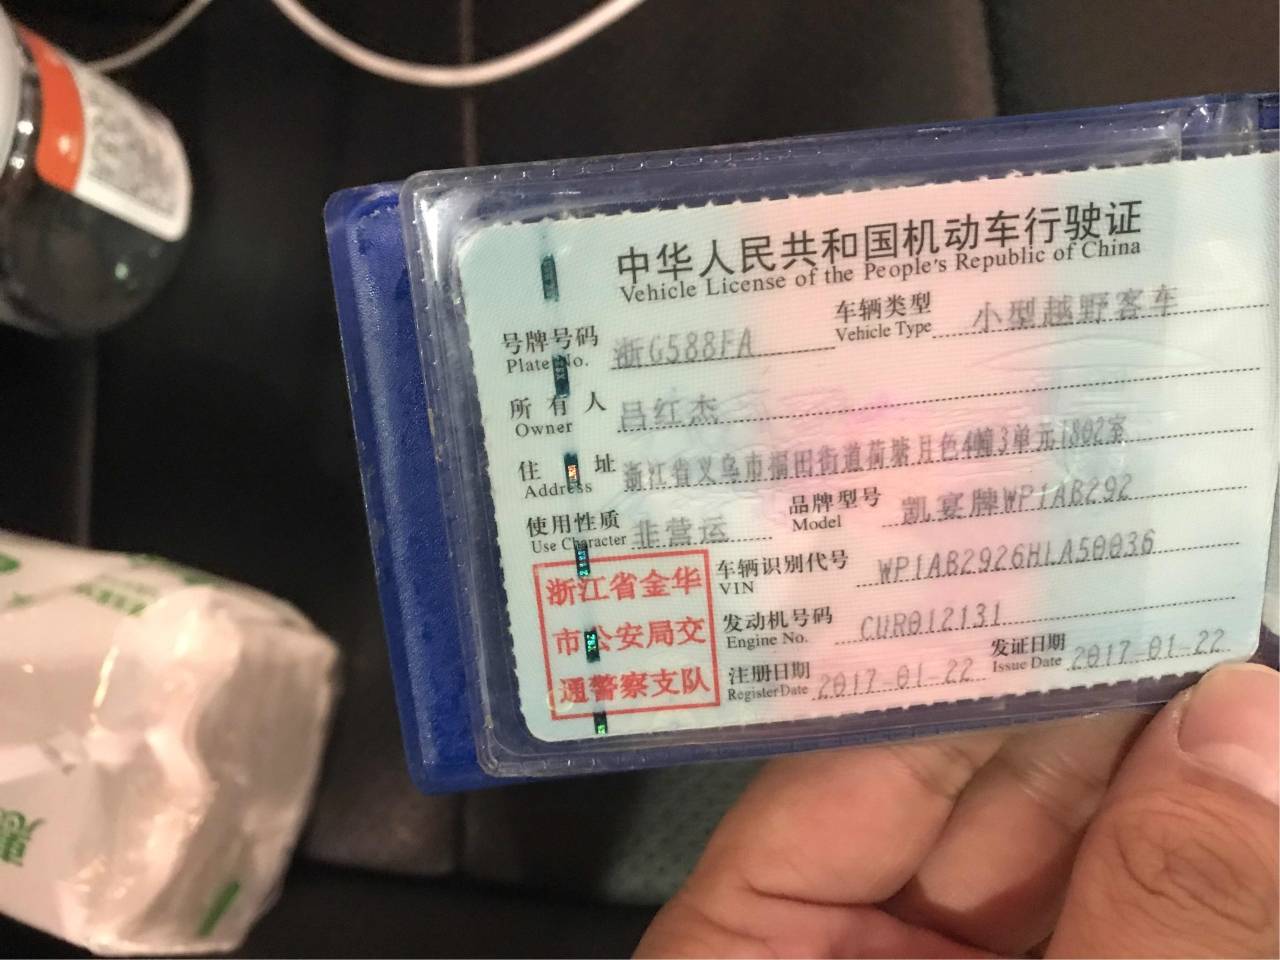 中华人民共和国机动车行驶证
Vehicle License of the People's Republic of China
号牌号码 浙G588FA 车辆类型 小型越野客车
Plate No. Vehicle Type
所有人 吕红杰
Owner
住址 浙江省义乌市福田街道荷塘月色4幢3单元1802室
Address
使用性质 非营运 品牌型号 凯宴牌WP1AB292
Use Character Model
浙江省金华
市公安局交
通警察支队
车辆识别代号 WP1AB2926HLA50036
VIN
发动机号码 CUR012131
Engine No.
注册日期 2017-01-22 发证日期 2017-01-22
Register Date Issue Date
惠